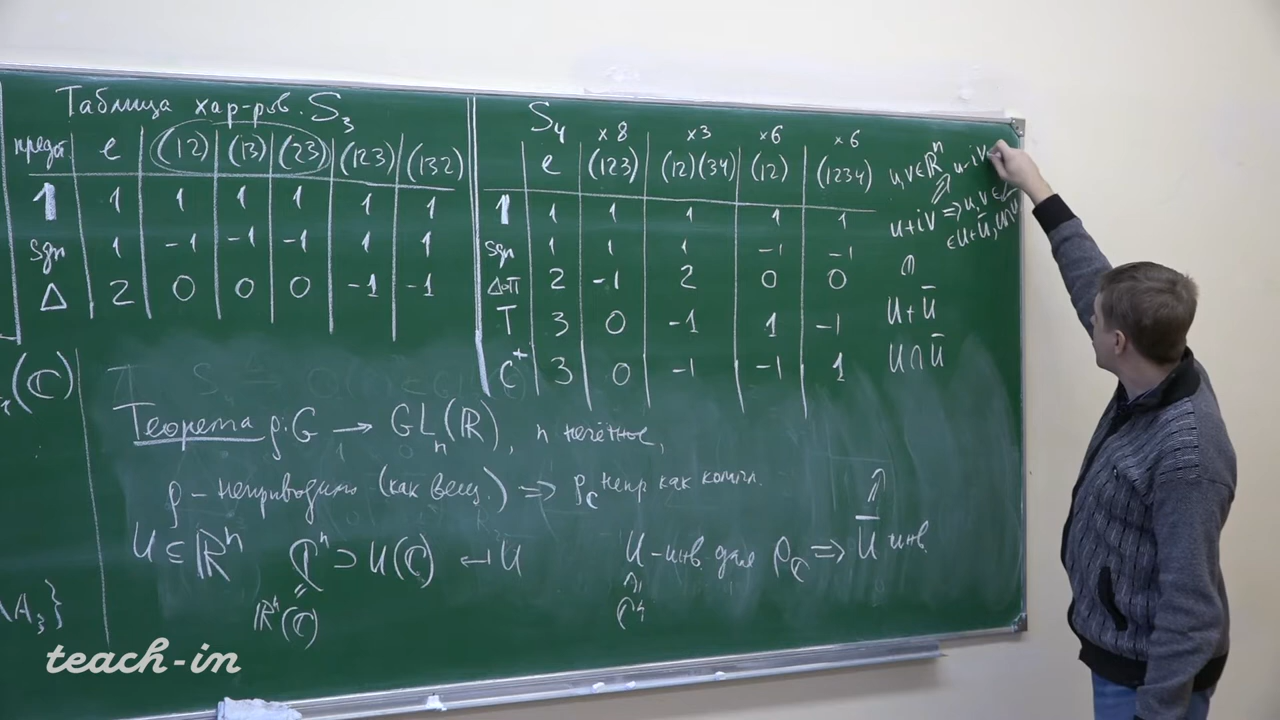 Таблица хар-ров. S₃
предст e (12) (13) (23) (123) (132)
1 1 1 1 1 1 1
sgn 1 -1 -1 -1 1 1
Δ 2 0 0 0 -1 -1
S₄ ×8 ×3 ×6 ×6
e (123) (12)(34) (12) (1234)
1 1 1 1 1 1
sgn 1 1 1 -1 -1
Δ∘π 2 -1 2 0 0
T 3 0 -1 1 -1
C⁺ 3 0 -1 -1 1
u,v∈ℝⁿ u-iv
u+iv ⇒ u,v ∈
∈U+Ū, U∩U
U+Ū
U∩Ū
(ℂ)
Теорема ρ:G → GLₙ(ℝ), n нечётное,
ρ - неприводимо (как вещ.) ⇒ ρ_ℂ непр как компл.
U⊆ℝⁿ ℂⁿ⊃U(ℂ) ↤ U
ℝⁿ(ℂ)
U-инв для ρ_ℂ ⇒ Ū инв.
ℂⁿ
\A₃}
teach-in